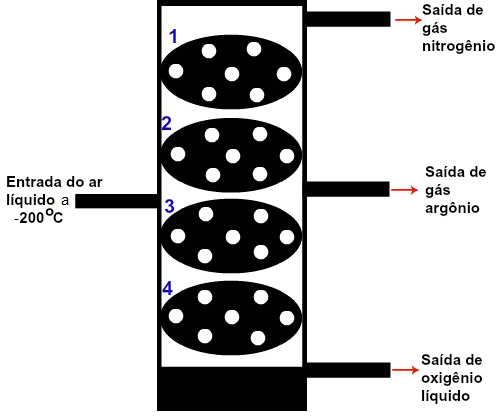 Saída de
gás
nitrogênio
1
2
Entrada do ar
líquido a
-200°C
Saída de
gás
argônio
3
4
Saída de
oxigênio
líquido